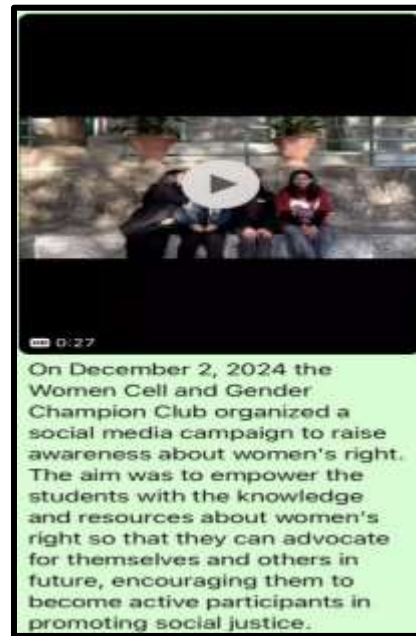 0:27
On December 2, 2024 the
Women Cell and Gender
Champion Club organized a
social media campaign to raise
awareness about women's right.
The aim was to empower the
students with the knowledge
and resources about women's
right so that they can advocate
for themselves and others in
future, encouraging them to
become active participants in
promoting social justice.